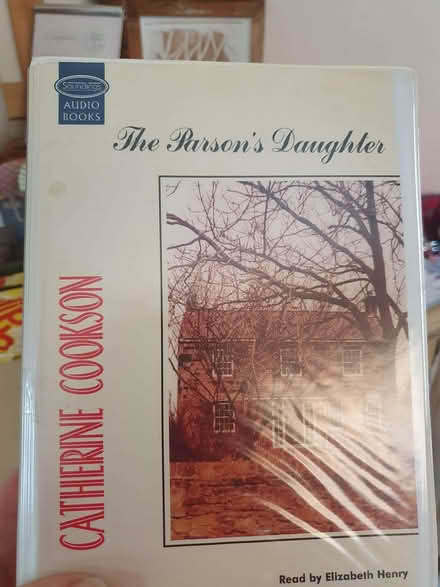 Soundings
AUDIO
BOOKS
The Parson's Daughter
CATHERINE COOKSON
Read by Elizabeth Henry